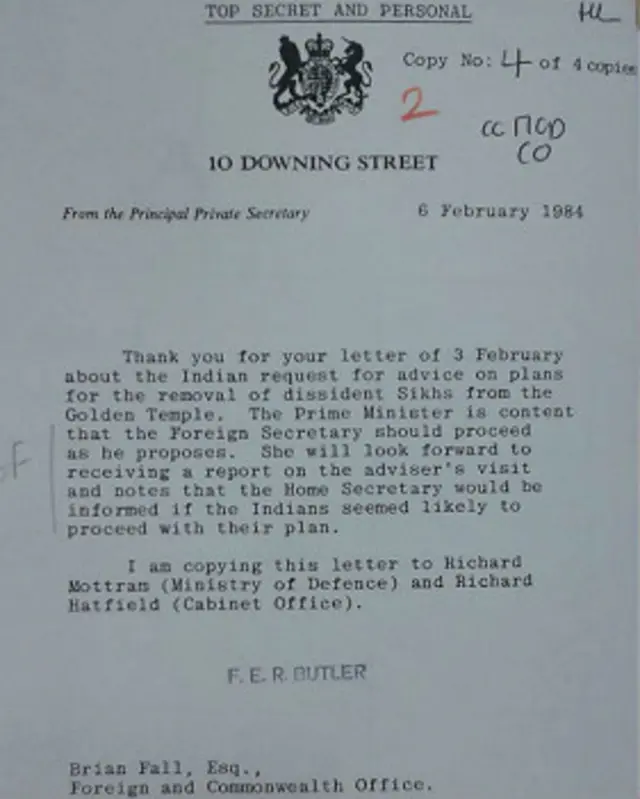 TOP SECRET AND PERSONAL
Copy No: 4 of 4 copies
2
cc MOD
CO
10 DOWNING STREET
From the Principal Private Secretary
6 February 1984
Thank you for your letter of 3 February
about the Indian request for advice on plans
for the removal of dissident Sikhs from the
Golden Temple. The Prime Minister is content
that the Foreign Secretary should proceed
as he proposes. She will look forward to
receiving a report on the adviser's visit
and notes that the Home Secretary would be
informed if the Indians seemed likely to
proceed with their plan.
I am copying this letter to Richard
Mottram (Ministry of Defence) and Richard
Hatfield (Cabinet Office).
F. E. R. BUTLER
Brian Fall, Esq.,
Foreign and Commonwealth Office.